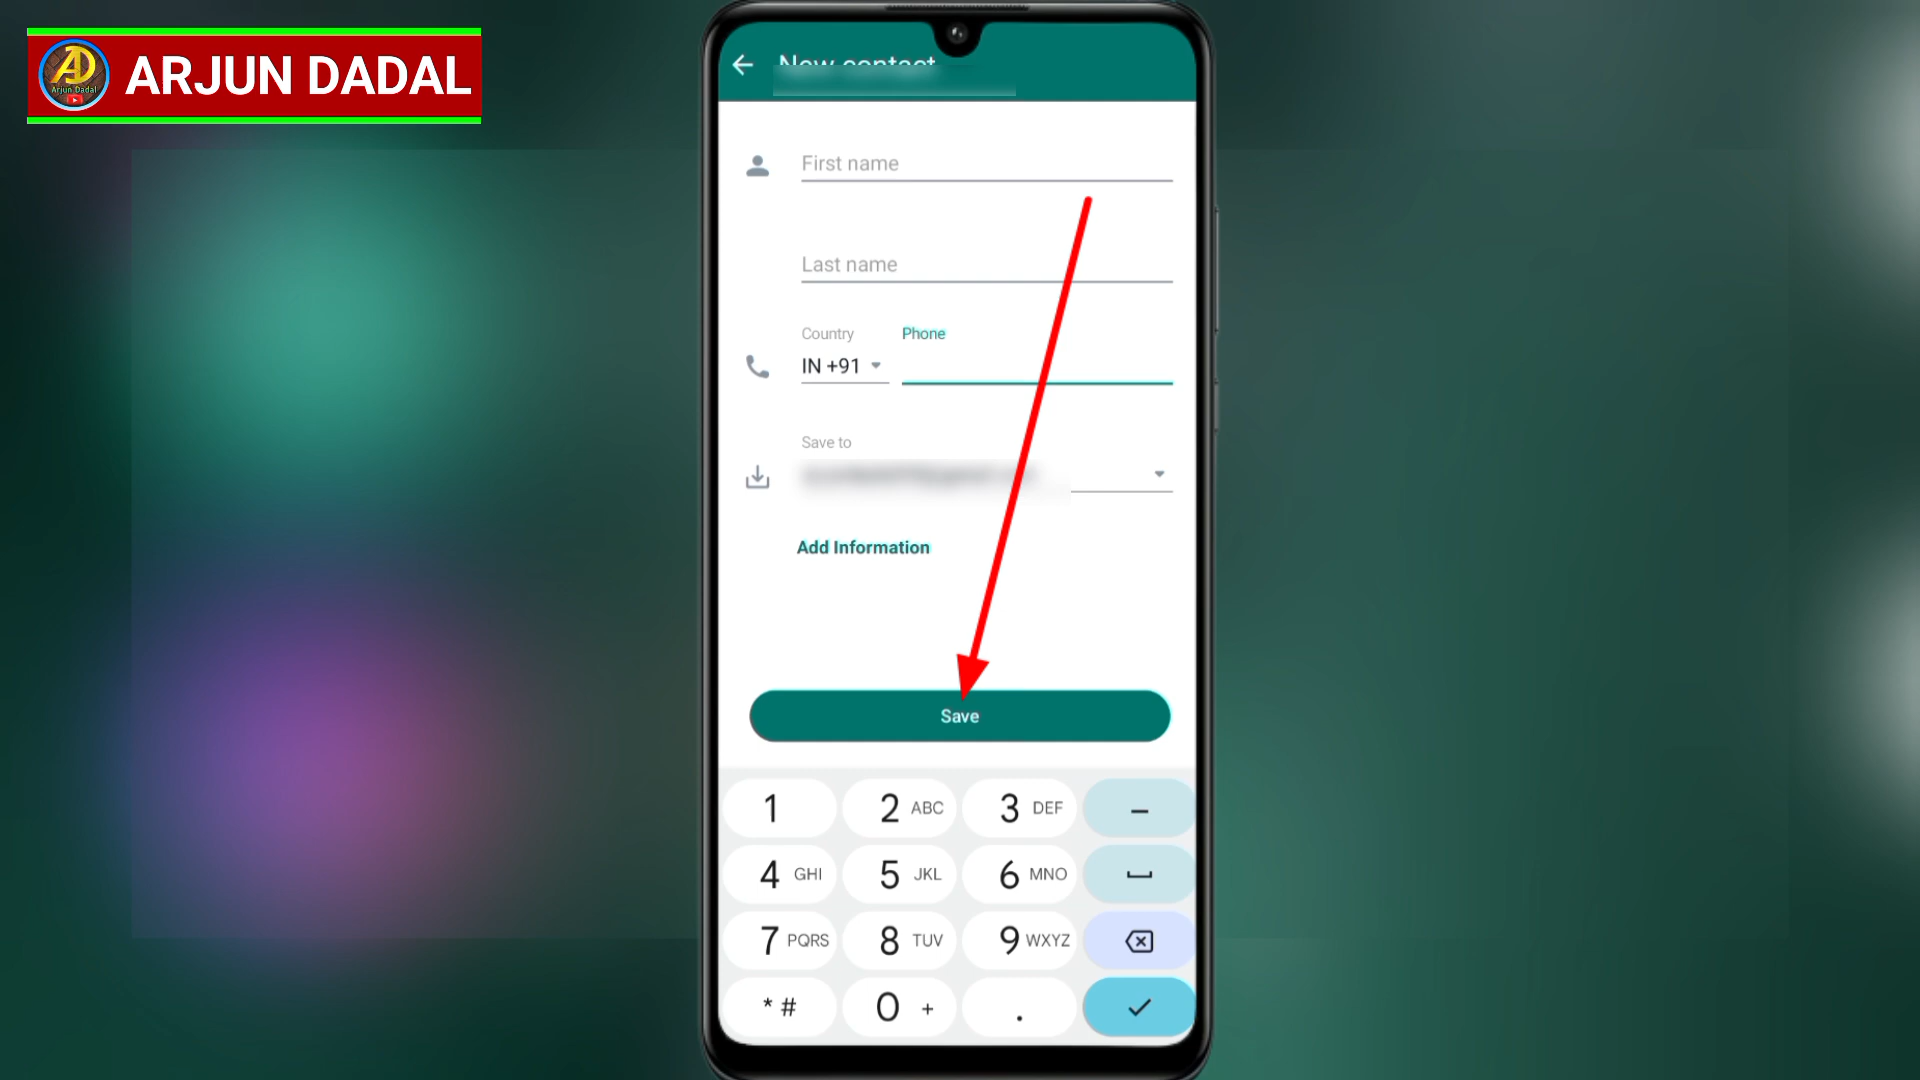 ARJUN DADAL
Arjun Dadal
New contact
First name
Last name
Country Phone
IN +91
Save to
Add Information
Save
1 2 ABC 3 DEF –
4 GHI 5 JKL 6 MNO
7 PQRS 8 TUV 9 WXYZ
* # 0 + .